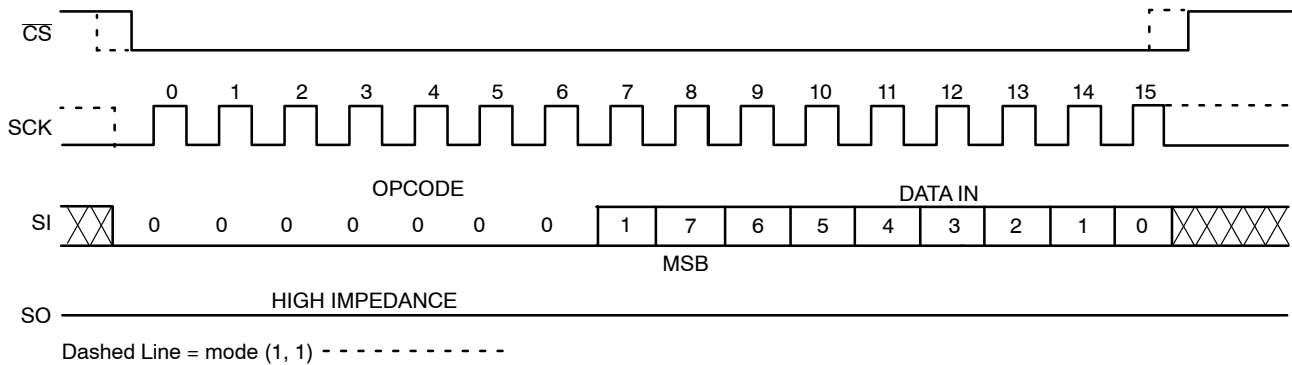 CS
0 1 2 3 4 5 6 7 8 9 10 11 12 13 14 15
SCK
OPCODE DATA IN
SI 0 0 0 0 0 0 0 1 7 6 5 4 3 2 1 0
MSB
HIGH IMPEDANCE
SO
Dashed Line = mode (1, 1)